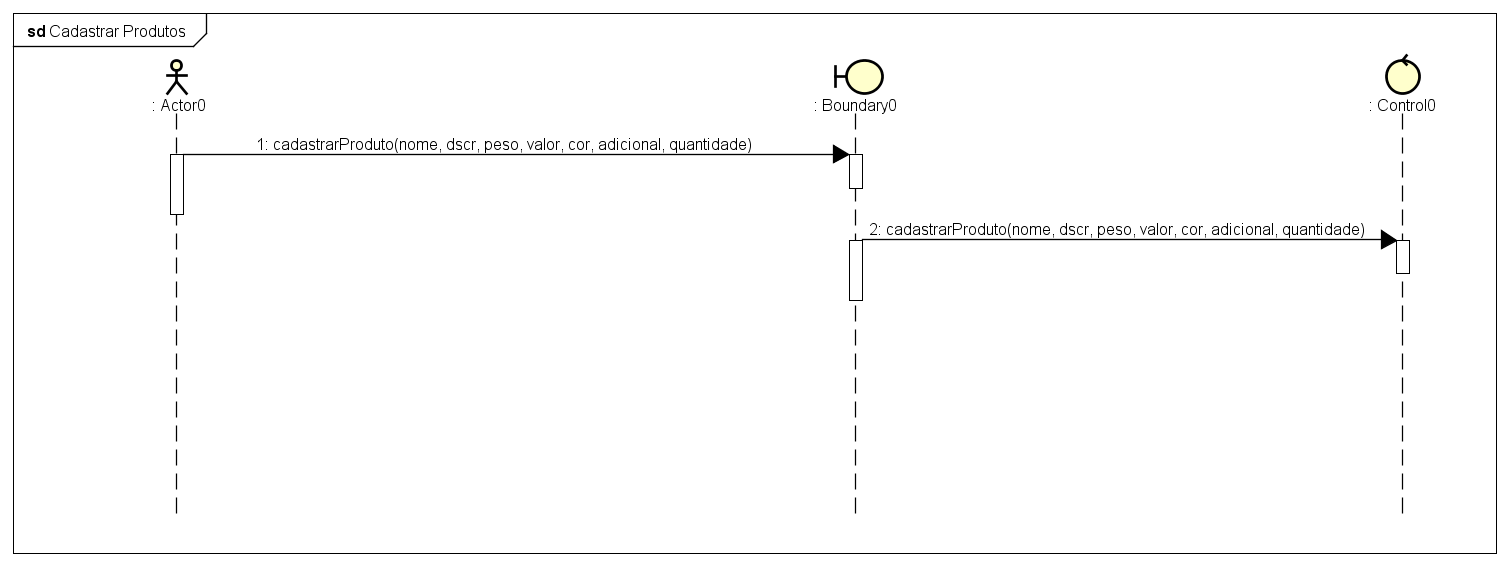 sd Cadastrar Produtos
: Actor0
: Boundary0
: Control0
1: cadastrarProduto(nome, dscr, peso, valor, cor, adicional, quantidade)
2: cadastrarProduto(nome, dscr, peso, valor, cor, adicional, quantidade)